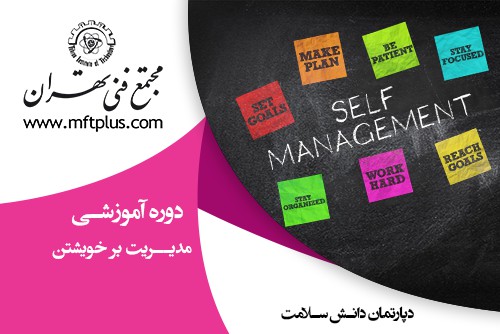 مجتمع فنی تهران
www.mftplus.com
دوره آموزشی
مدیریت بر خویشتن
MAKE
PLAN
BE
PATIENT
STAY
FOCUSED
SET
GOALS
SELF
MANAGEMENT
STAY
ORGANIZED
WORK
HARD
REACH
GOALS
دپارتمان دانش سلامت